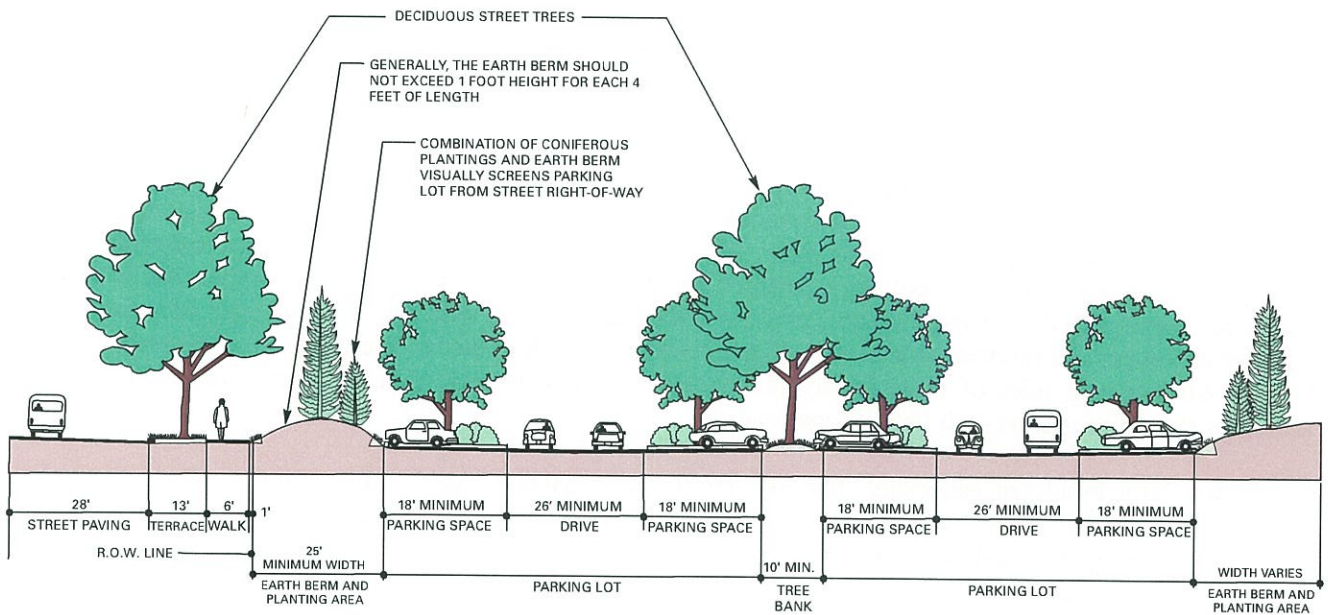 DECIDUOUS STREET TREES
GENERALLY, THE EARTH BERM SHOULD
NOT EXCEED 1 FOOT HEIGHT FOR EACH 4
FEET OF LENGTH
COMBINATION OF CONIFEROUS
PLANTINGS AND EARTH BERM
VISUALLY SCREENS PARKING
LOT FROM STREET RIGHT-OF-WAY
28'
STREET PAVING
13'
TERRACE
6'
WALK
1'
R.O.W. LINE
25'
MINIMUM WIDTH
EARTH BERM AND
PLANTING AREA
18' MINIMUM
PARKING SPACE
26' MINIMUM
DRIVE
18' MINIMUM
PARKING SPACE
PARKING LOT
10' MIN.
TREE
BANK
18' MINIMUM
PARKING SPACE
26' MINIMUM
DRIVE
18' MINIMUM
PARKING SPACE
PARKING LOT
WIDTH VARIES
EARTH BERM AND
PLANTING AREA